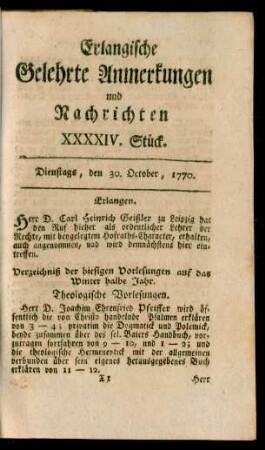 Erlangische
Gelehrte Anmerkungen
und
Nachrichten
XXXXIV. Stück.
Dienstags, den 30. October, 1770.
Erlangen.
Herr D. Carl Heinrich Geißler zu Leipzig hat
den Ruf hieher als ordentlicher Lehrer der
Rechte, mit beygelegtem Hofraths-Character, erhalten,
auch angenommen, und wird demnächstens hier ein-
treffen.
Verzeichniß der hiesigen Vorlesungen auf das
Winter halbe Jahr.
Theologische Vorlesungen.
Herr D. Joachim Ehrenfried Pfeiffer wird öf-
fentlich die von Christo handelnde Psalmen erklären
von 3 — 4; privatim die Dogmatick und Polemick,
beyde zusammen über des sel. Baiers Handbuch, vor-
zutragen fortfahren von 9 — 10, und 1 — 2; und
die theologische Hermenevtick mit der allgemeinen
verbunden über sein eigenes herausgegebenes Buch
erklären von 11 — 12.
Xx Herr